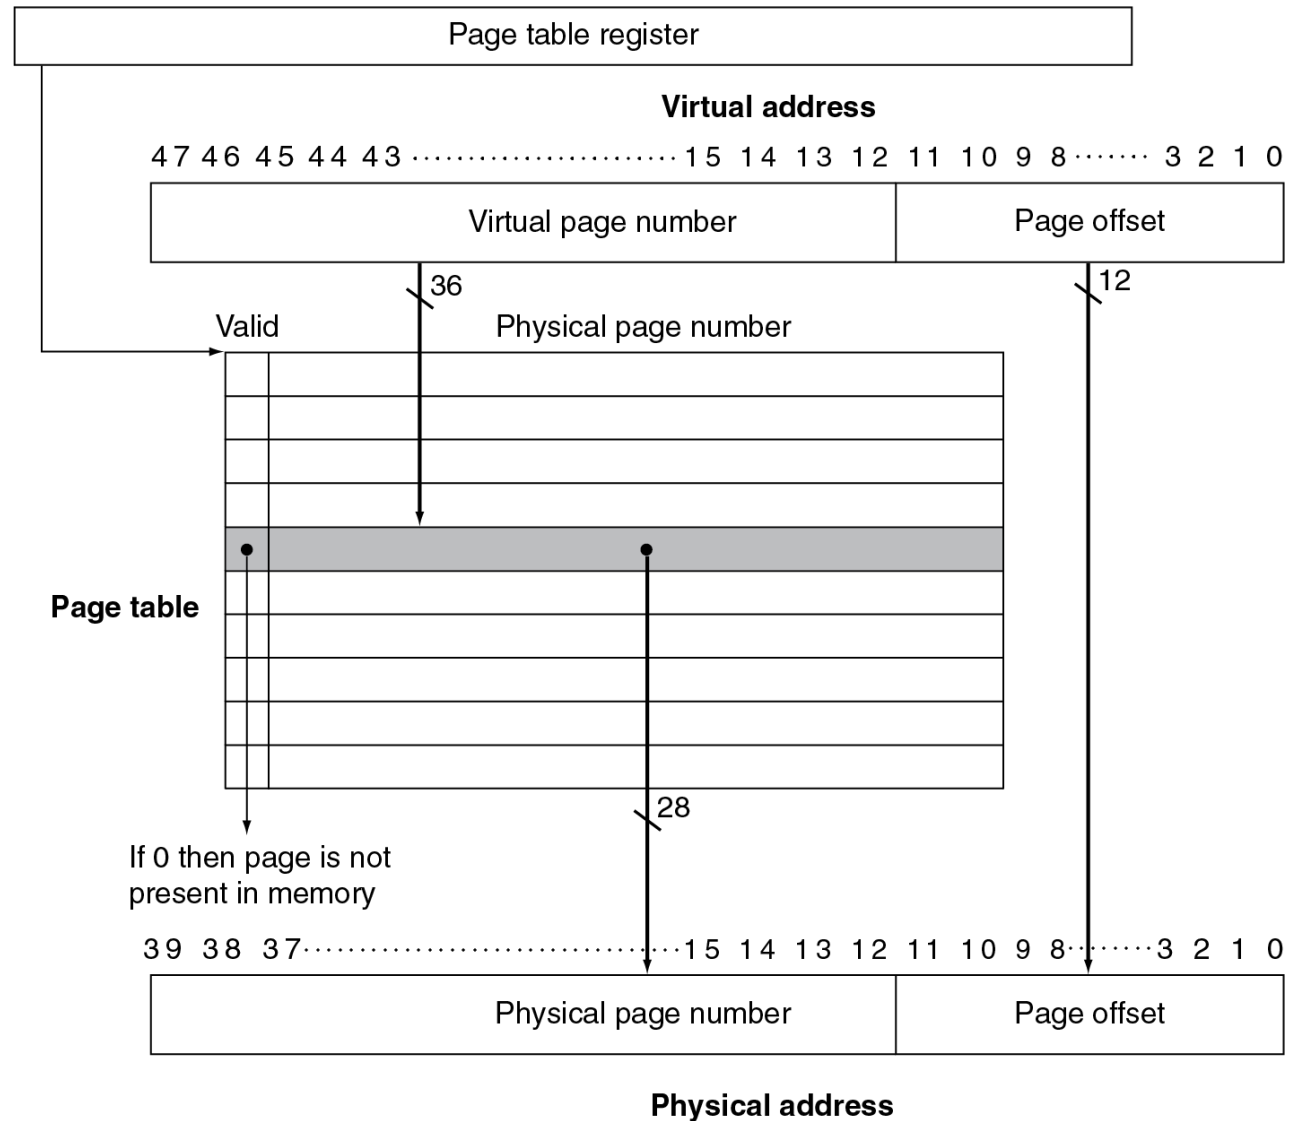 Page table register
Virtual address
47 46 45 44 43 ........................ 15 14 13 12 11 10 9 8 ....... 3 2 1 0
Virtual page number Page offset
36 12
Valid Physical page number
Page table
28
If 0 then page is not
present in memory
39 38 37 .................................. 15 14 13 12 11 10 9 8 ........ 3 2 1 0
Physical page number Page offset
Physical address